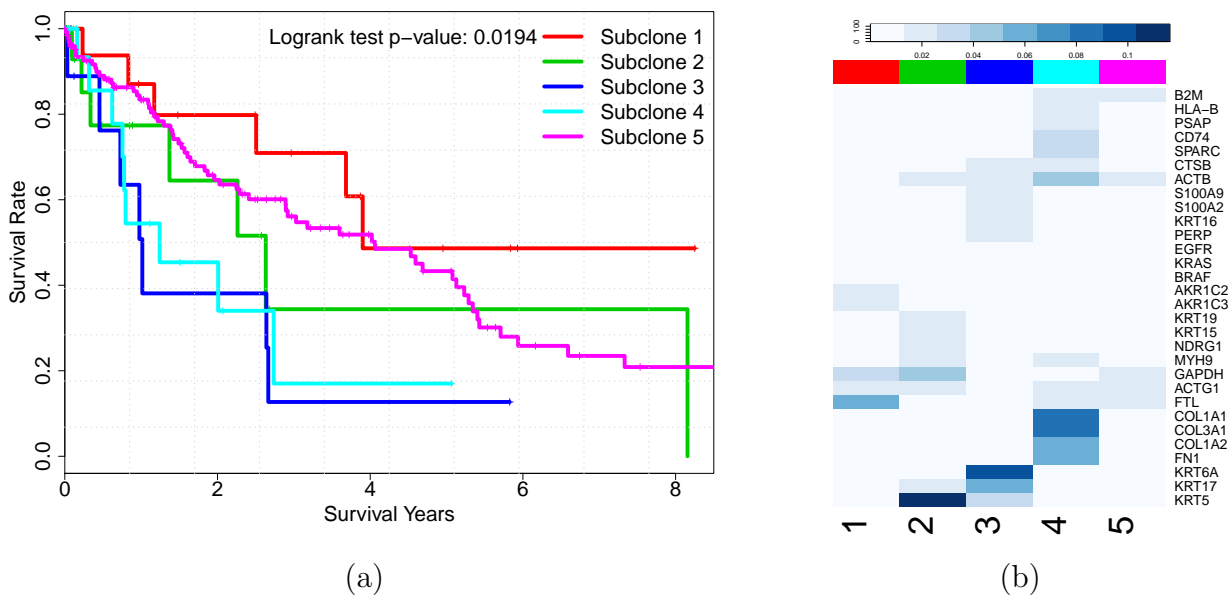 Logrank test p-value: 0.0194
Subclone 1
Subclone 2
Subclone 3
Subclone 4
Subclone 5
Survival Rate
0.0 0.2 0.4 0.6 0.8 1.0
0 2 4 6 8
Survival Years
(a)
0 100
0.02 0.04 0.06 0.08 0.1
B2M
HLA-B
PSAP
CD74
SPARC
CTSB
ACTB
S100A9
S100A2
KRT16
PERP
EGFR
KRAS
BRAF
AKR1C2
AKR1C3
KRT19
KRT15
NDRG1
MYH9
GAPDH
ACTG1
FTL
COL1A1
COL3A1
COL1A2
FN1
KRT6A
KRT17
KRT5
1 2 3 4 5
(b)